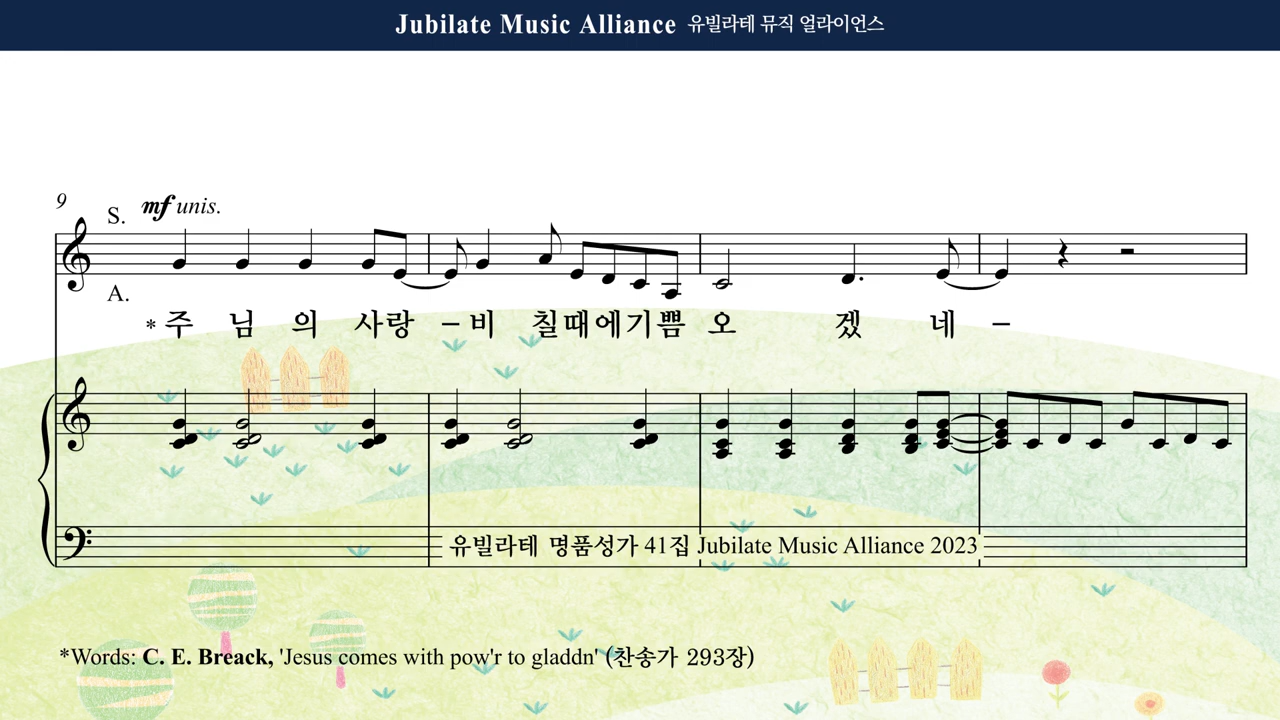 Jubilate Music Alliance 유빌라테 뮤직 얼라이언스
9
S. mf unis.
A.
*주 님 의 사랑 – 비 칠때에기쁨 오 겠 네 –
유빌라테 명품성가 41집 Jubilate Music Alliance 2023
*Words: C. E. Breack, 'Jesus comes with pow'r to gladdn' (찬송가 293장)